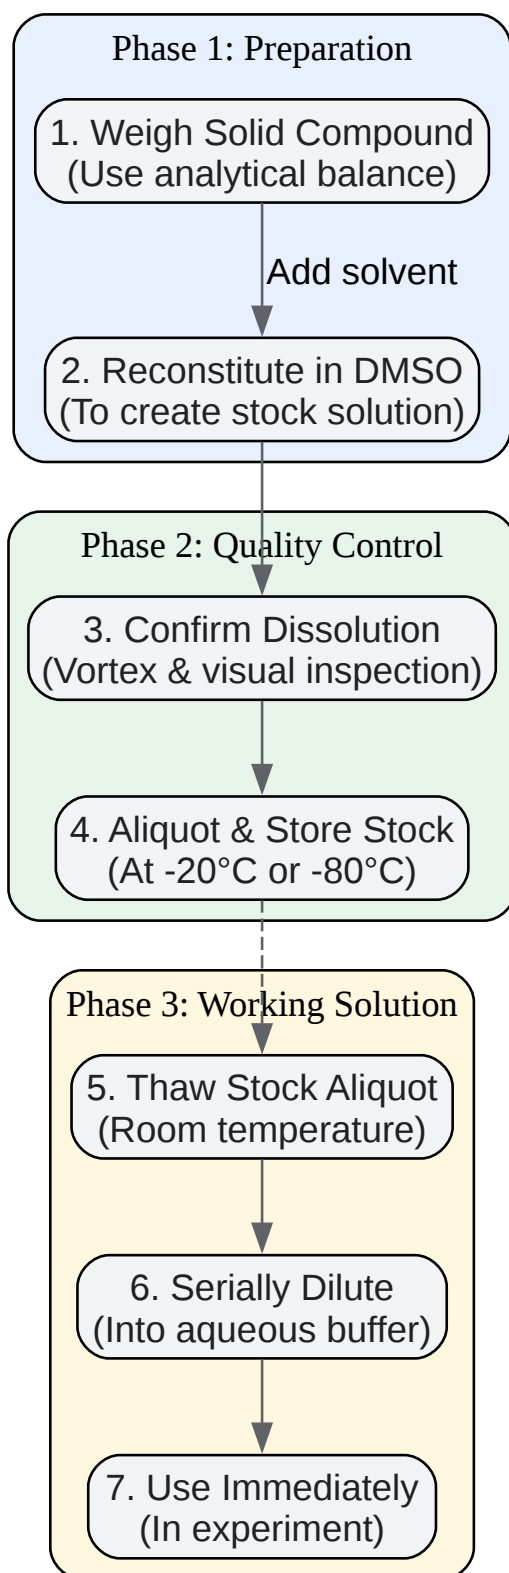 Phase 1: Preparation
1. Weigh Solid Compound
(Use analytical balance)
Add solvent
2. Reconstitute in DMSO
(To create stock solution)
Phase 2: Quality Control
3. Confirm Dissolution
(Vortex & visual inspection)
4. Aliquot & Store Stock
(At -20°C or -80°C)
Phase 3: Working Solution
5. Thaw Stock Aliquot
(Room temperature)
6. Serially Dilute
(Into aqueous buffer)
7. Use Immediately
(In experiment)